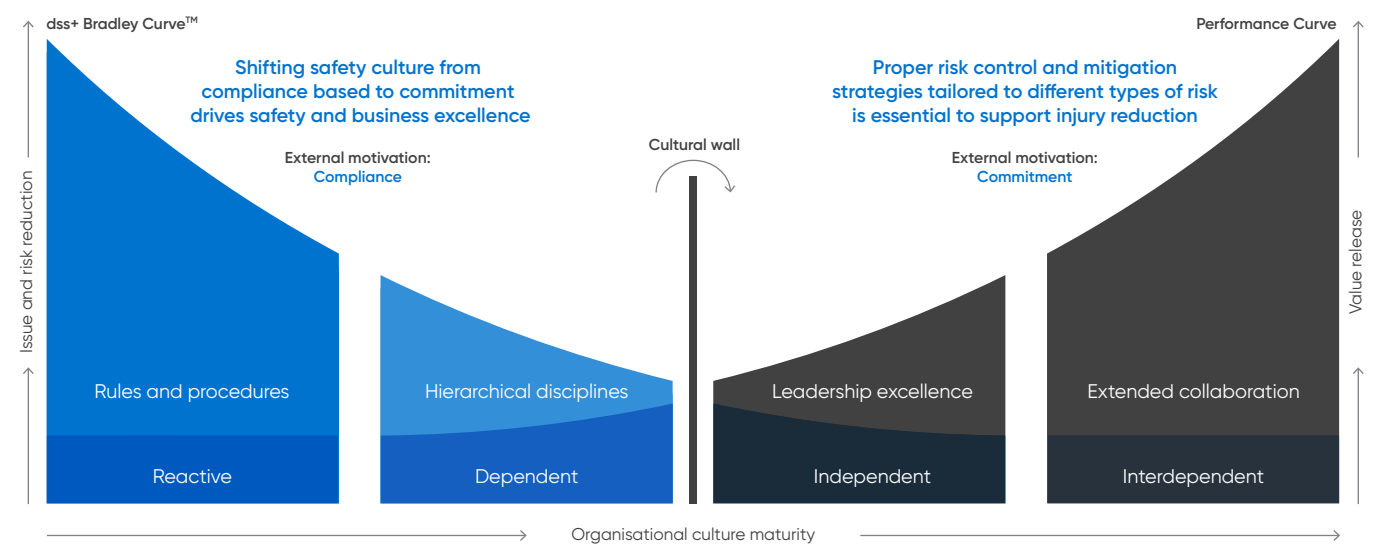 dss+ Bradley Curve™
Performance Curve
Shifting safety culture from
compliance based to commitment
drives safety and business excellence
Proper risk control and mitigation
strategies tailored to different types of risk
is essential to support injury reduction
External motivation:
Compliance
Cultural wall
External motivation:
Commitment
Issue and risk reduction
Value release
Rules and procedures
Hierarchical disciplines
Leadership excellence
Extended collaboration
Reactive
Dependent
Independent
Interdependent
Organisational culture maturity